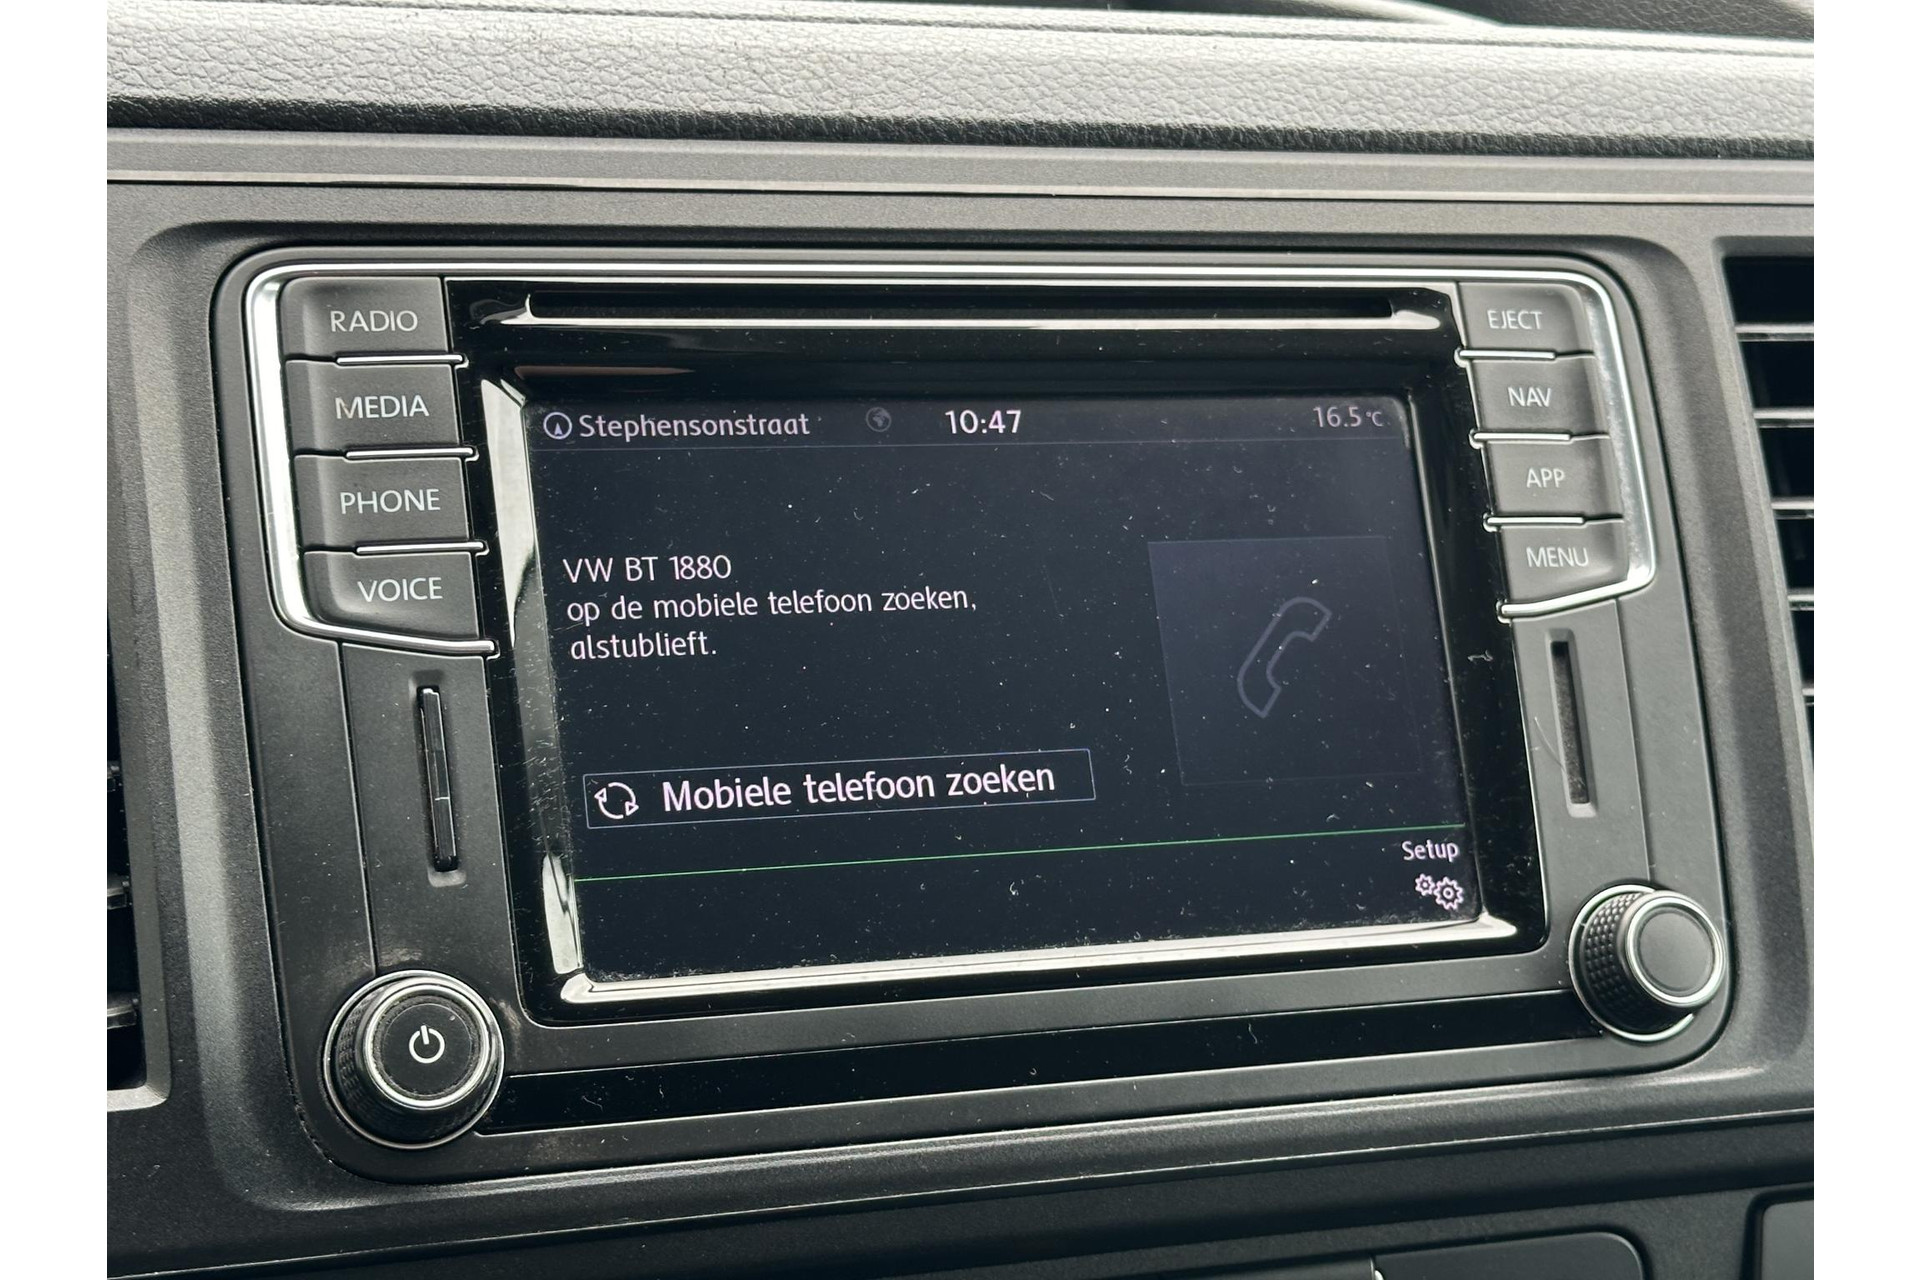 RADIO
MEDIA
PHONE
VOICE
Stephensonstraat 10:47 16.5°C
VW BT 1880
op de mobiele telefoon zoeken,
alstublieft.
Mobiele telefoon zoeken
Setup
EJECT
NAV
APP
MENU